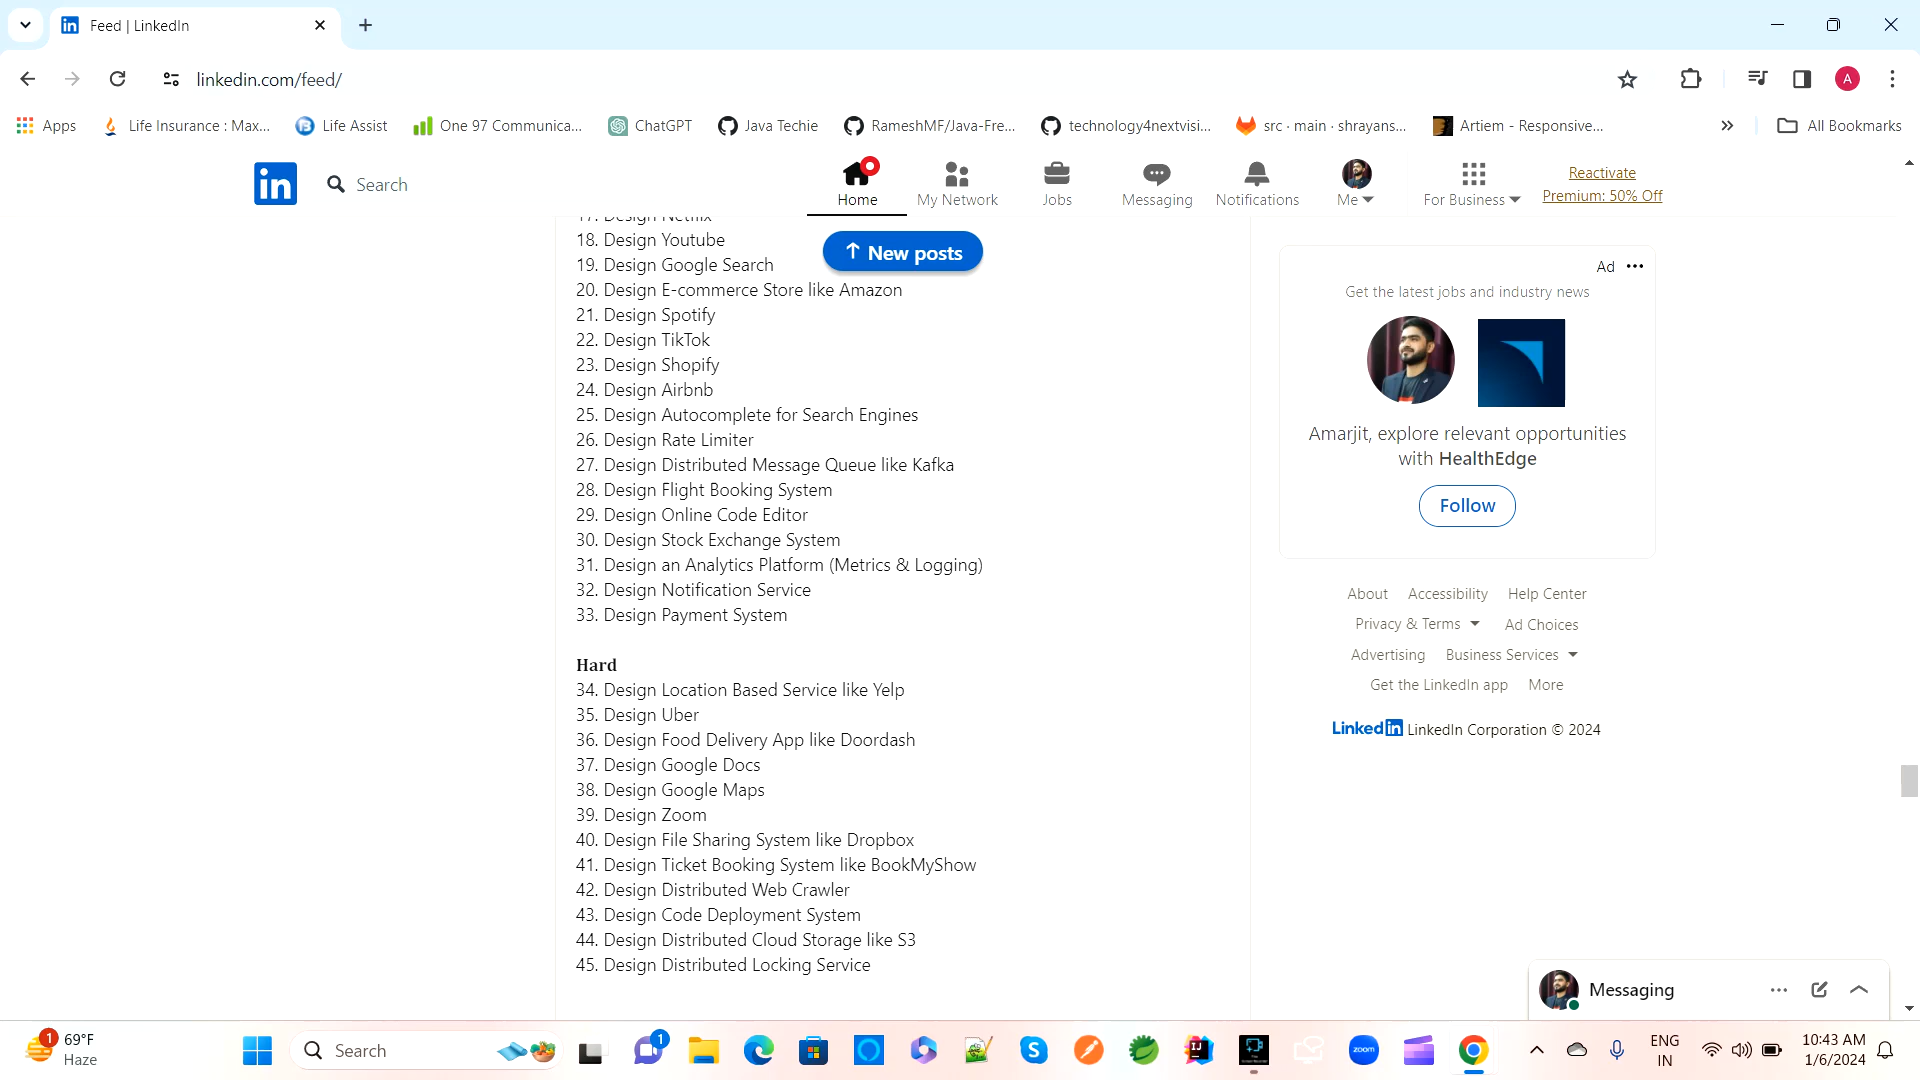 Feed | LinkedIn
linkedin.com/feed/
A
Apps
Life Insurance : Max...
Life Assist
One 97 Communica...
ChatGPT
Java Techie
RameshMF/Java-Fre...
technology4nextvisi...
src · main · shrayans...
Artiem - Responsive...
All Bookmarks
in
Search
Home
My Network
Jobs
Messaging
Notifications
Me
For Business
Reactivate
Premium: 50% Off
17. Design Netflix
New posts
18. Design Youtube
19. Design Google Search
20. Design E-commerce Store like Amazon
21. Design Spotify
22. Design TikTok
23. Design Shopify
24. Design Airbnb
25. Design Autocomplete for Search Engines
26. Design Rate Limiter
27. Design Distributed Message Queue like Kafka
28. Design Flight Booking System
29. Design Online Code Editor
30. Design Stock Exchange System
31. Design an Analytics Platform (Metrics & Logging)
32. Design Notification Service
33. Design Payment System
Hard
34. Design Location Based Service like Yelp
35. Design Uber
36. Design Food Delivery App like Doordash
37. Design Google Docs
38. Design Google Maps
39. Design Zoom
40. Design File Sharing System like Dropbox
41. Design Ticket Booking System like BookMyShow
42. Design Distributed Web Crawler
43. Design Code Deployment System
44. Design Distributed Cloud Storage like S3
45. Design Distributed Locking Service
Ad
Get the latest jobs and industry news
Amarjit, explore relevant opportunities
with HealthEdge
Follow
About Accessibility Help Center
Privacy & Terms Ad Choices
Advertising Business Services
Get the LinkedIn app More
LinkedIn LinkedIn Corporation © 2024
Messaging
1
69°F
Haze
Search
1
S
IJ
zoom
ENG
IN
10:43 AM
1/6/2024